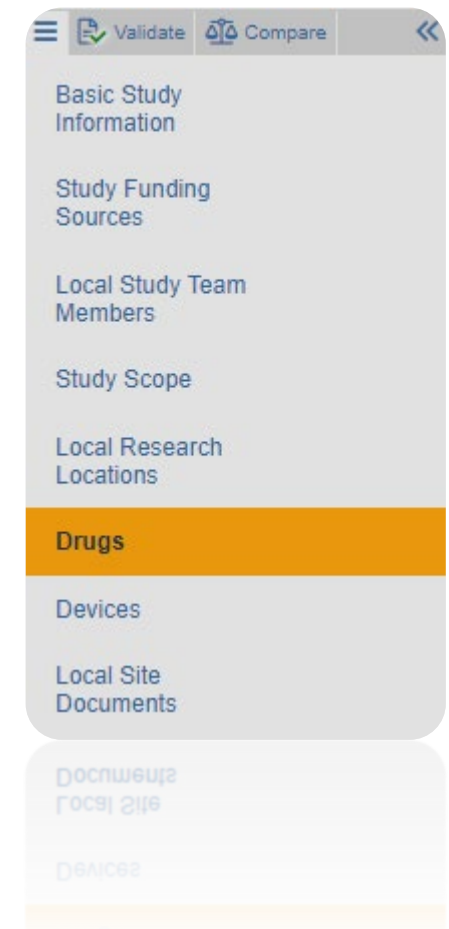 Validate Compare
Basic Study
Information
Study Funding
Sources
Local Study Team
Members
Study Scope
Local Research
Locations
Drugs
Devices
Local Site
Documents